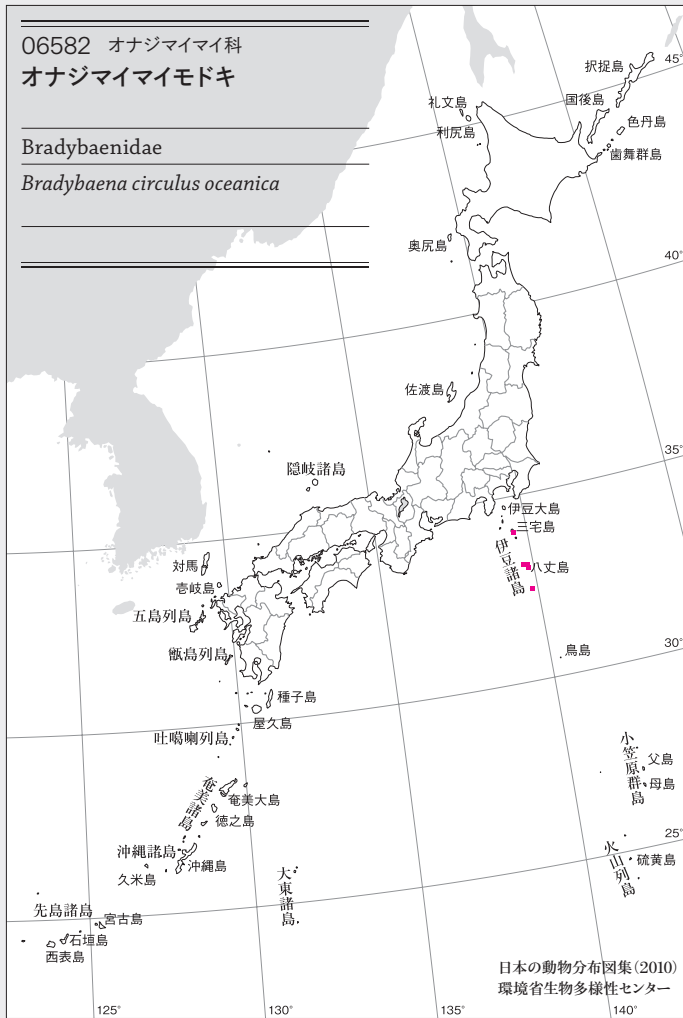 06582 オナジマイマイ科
オナジマイマイモドキ
Bradybaenidae
Bradybaena circulus oceanica
択捉島
45°
礼文島
国後島
色丹島
利尻島
歯舞群島
奥尻島
40°
佐渡島
35°
隠岐諸島
伊豆大島
三宅島
伊豆諸島
八丈島
対馬
壱岐島
五島列島
甑島列島
鳥島
30°
種子島
屋久島
吐噶喇列島
小笠原群島
父島
母島
奄美諸島
奄美大島
徳之島
25°
沖縄諸島
沖縄島
久米島
火山列島
硫黄島
大東諸島
先島諸島
宮古島
石垣島
西表島
日本の動物分布図集(2010)
環境省生物多様性センター
125°
130°
135°
140°